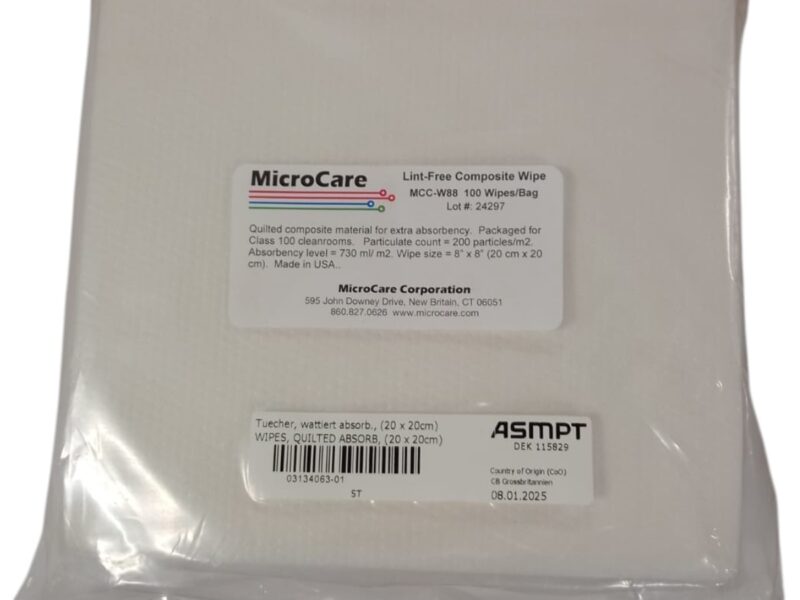 MicroCare
Lint-Free Composite Wipe
MCC-W88 100 Wipes/Bag
Lot #: 24297
Quilted composite material for extra absorbency. Packaged for
Class 100 cleanrooms. Particulate count = 200 particles/m2.
Absorbency level = 730 ml/ m2. Wipe size = 8" x 8" (20 cm x 20
cm). Made in USA..
MicroCare Corporation
595 John Downey Drive, New Britain, CT 06051
860.827.0626 www.microcare.com
Tuecher, wattiert absorb., (20 x 20cm)
WIPES, QUILTED ABSORB, (20 x 20cm)
03134063-01
ST
ASMPT
DEK 115829
Country of Origin (CoO)
CB Grossbritannien
08.01.2025